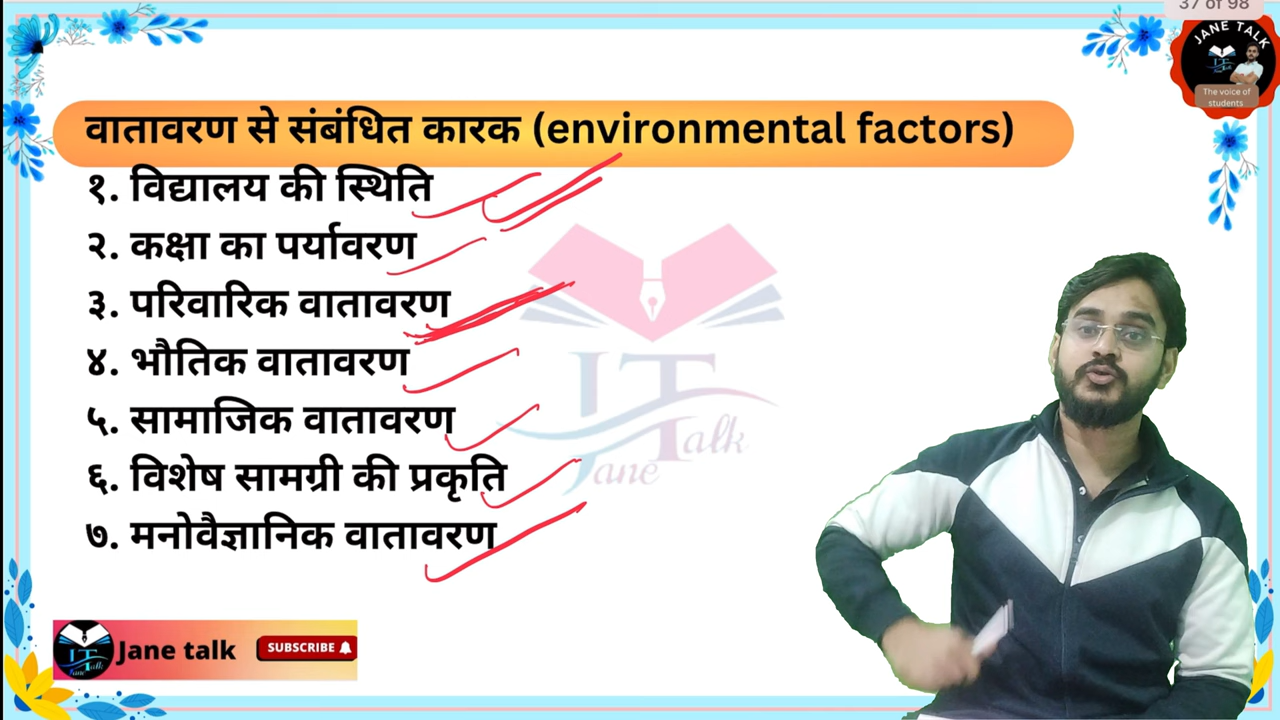 37 of 98
JANE TALK
The voice of
students
वातावरण से संबंधित कारक (environmental factors)
१. विद्यालय की स्थिति
२. कक्षा का पर्यावरण
३. परिवारिक वातावरण
४. भौतिक वातावरण
५. सामाजिक वातावरण
६. विशेष सामग्री की प्रकृति
७. मनोवैज्ञानिक वातावरण
JT
Talk
Jane
Jane talk
SUBSCRIBE